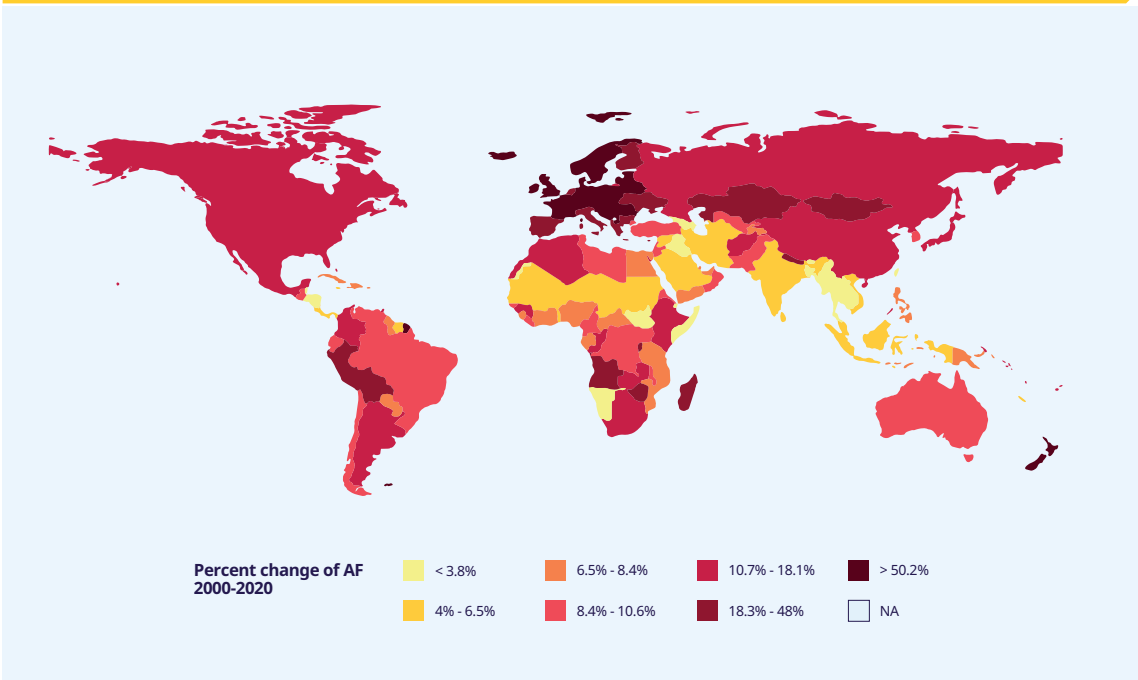 Percent change of AF
2000-2020
< 3.8%
4% - 6.5%
6.5% - 8.4%
8.4% - 10.6%
10.7% - 18.1%
18.3% - 48%
> 50.2%
NA